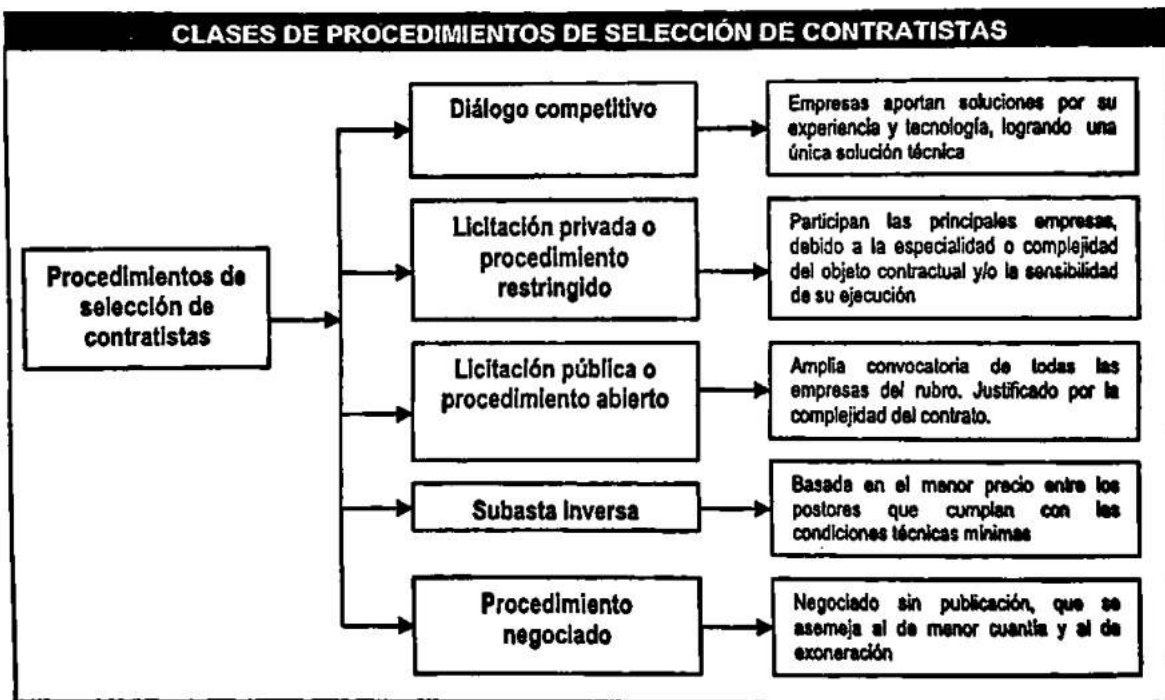 CLASES DE PROCEDIMIENTOS DE SELECCIÓN DE CONTRATISTAS
Procedimientos de
selección de
contratistas
Diálogo competitivo
Empresas aportan soluciones por su
experiencia y tecnología, logrando una
única solución técnica
Licitación privada o
procedimiento
restringido
Participan las principales empresas,
debido a la especialidad o complejidad
del objeto contractual y/o la sensibilidad
de su ejecución
Licitación pública o
procedimiento abierto
Amplia convocatoria de todas las
empresas del rubro. Justificado por la
complejidad del contrato.
Subasta Inversa
Basada en el menor precio entre los
postores que cumplan con las
condiciones técnicas mínimas
Procedimiento
negociado
Negociado sin publicación, que se
asemeja al de menor cuantía y al de
exoneración